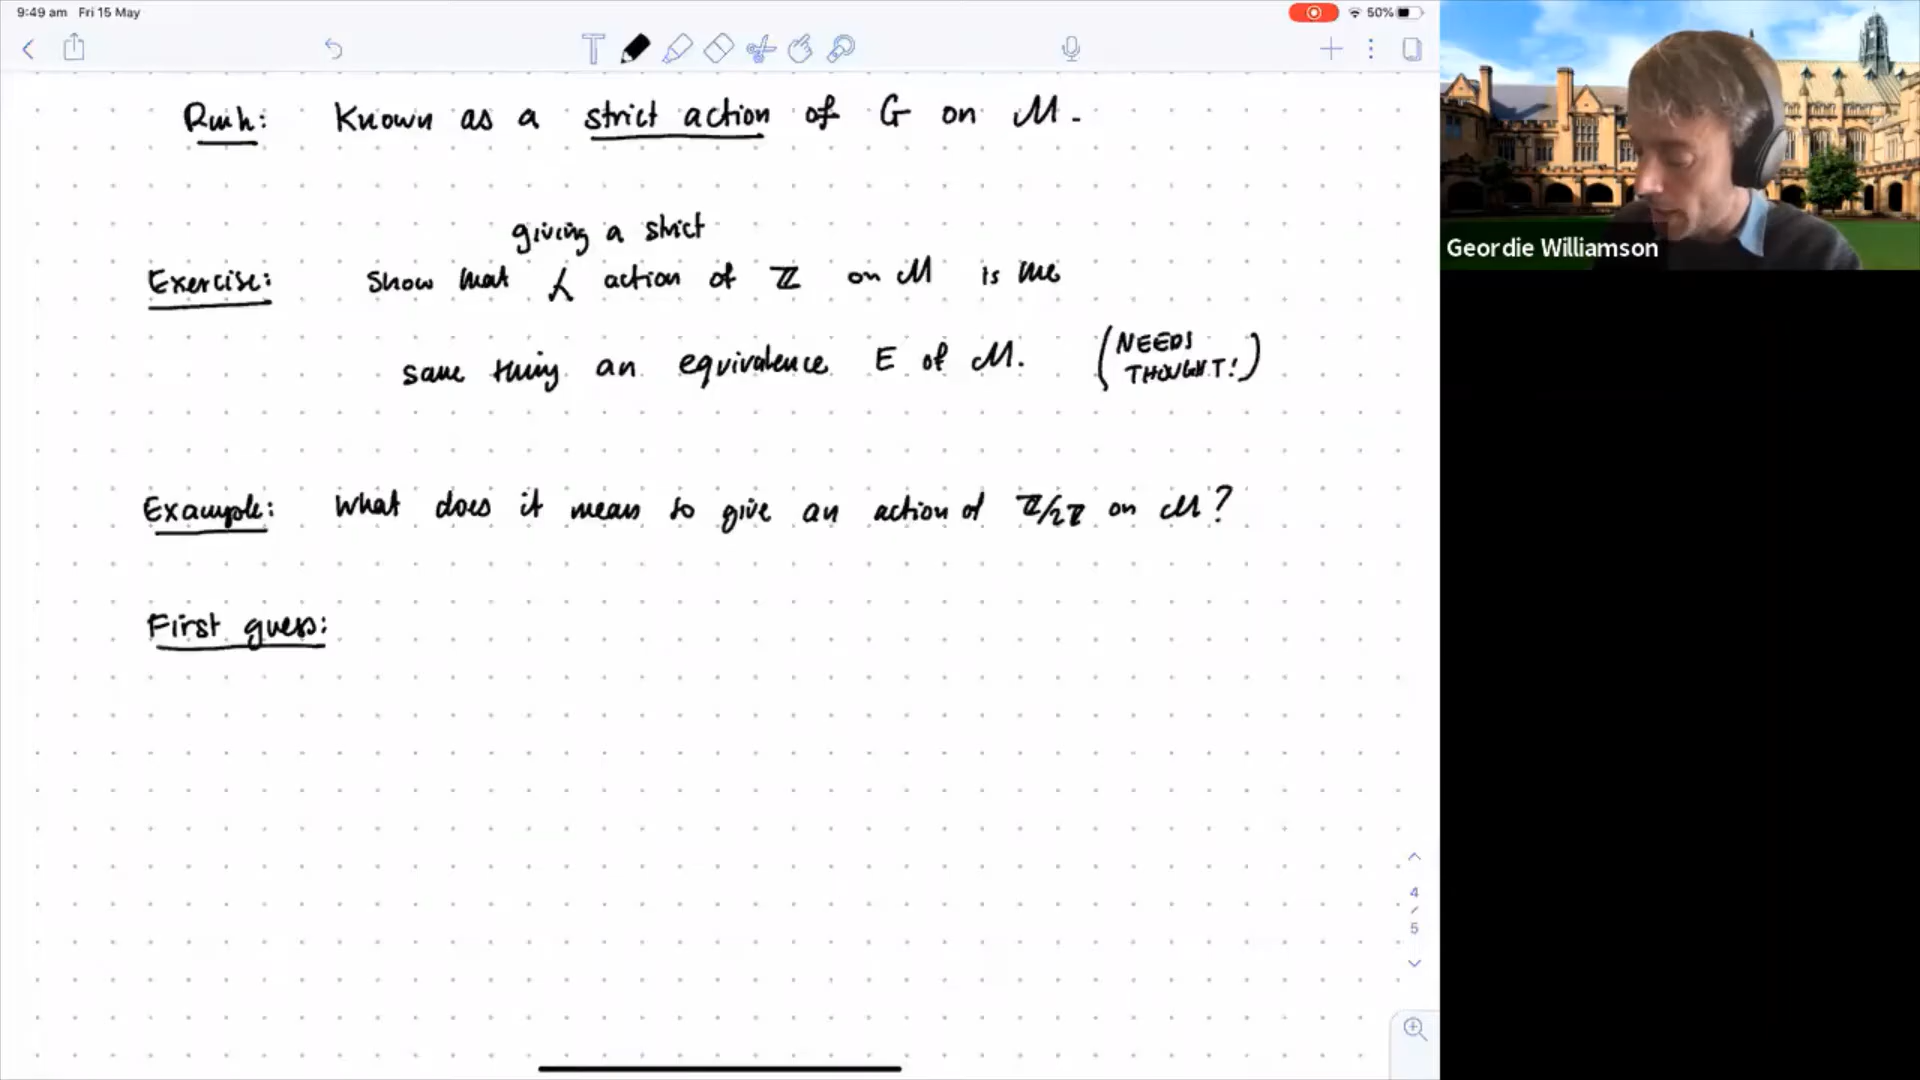 9:49 am Fri 15 May
50%
Rmk: Known as a strict action of G on M.
giving a strict
Exercise: Show that action of ℤ on M is the
same thing an equivalence E of M. (NEEDS
THOUGHT!)
Example: What does it mean to give an action of ℤ/2ℤ on M?
First guess:
4
/
5
Geordie Williamson